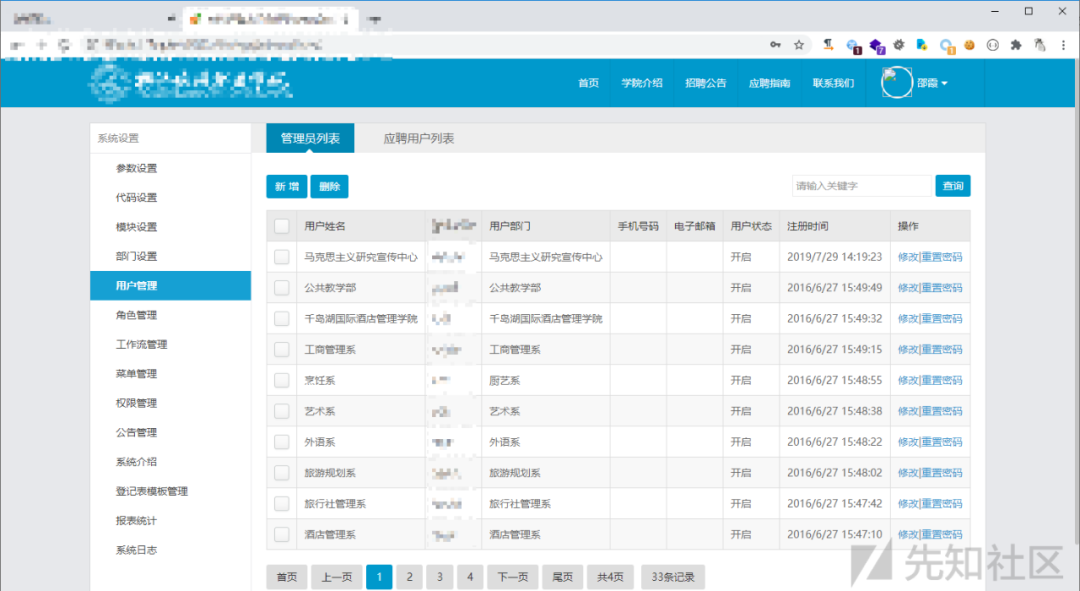 首页 学院介绍 招聘公告 应聘指南 联系我们 邵霞
系统设置
参数设置
代码设置
模块设置
部门设置
用户管理
角色管理
工作流管理
菜单管理
权限管理
公告管理
系统介绍
登记表模板管理
报表统计
系统日志
管理员列表 应聘用户列表
新增 删除 请输入关键字 查询
用户姓名 用户部门 手机号码 电子邮箱 用户状态 注册时间 操作
马克思主义研究宣传中心 马克思主义研究宣传中心 开启 2019/7/29 14:19:23 修改|重置密码
公共教学部 公共教学部 开启 2016/6/27 15:49:49 修改|重置密码
千岛湖国际酒店管理学院 千岛湖国际酒店管理学院 开启 2016/6/27 15:49:32 修改|重置密码
工商管理系 工商管理系 开启 2016/6/27 15:49:15 修改|重置密码
烹饪系 厨艺系 开启 2016/6/27 15:48:55 修改|重置密码
艺术系 艺术系 开启 2016/6/27 15:48:38 修改|重置密码
外语系 外语系 开启 2016/6/27 15:48:22 修改|重置密码
旅游规划系 旅游规划系 开启 2016/6/27 15:48:02 修改|重置密码
旅行社管理系 旅行社管理系 开启 2016/6/27 15:47:42 修改|重置密码
酒店管理系 酒店管理系 开启 2016/6/27 15:47:10 修改|重置密码
首页 上一页 1 2 3 4 下一页 尾页 共4页 33条记录
先知社区